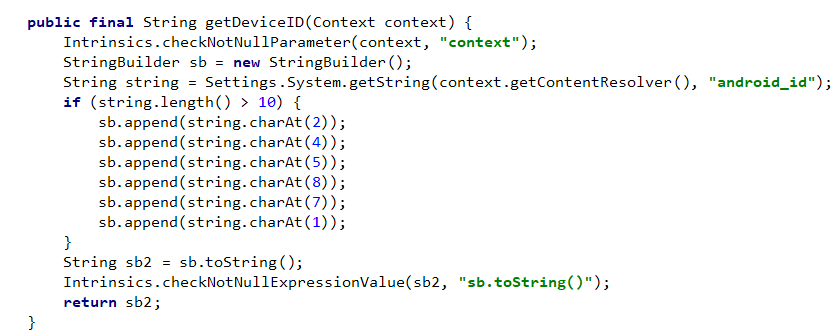 public final String getDeviceID(Context context) {
    Intrinsics.checkNotNullParameter(context, "context");
    StringBuilder sb = new StringBuilder();
    String string = Settings.System.getString(context.getContentResolver(), "android_id");
    if (string.length() > 10) {
        sb.append(string.charAt(2));
        sb.append(string.charAt(4));
        sb.append(string.charAt(5));
        sb.append(string.charAt(8));
        sb.append(string.charAt(7));
        sb.append(string.charAt(1));
    }
    String sb2 = sb.toString();
    Intrinsics.checkNotNullExpressionValue(sb2, "sb.toString()");
    return sb2;
}